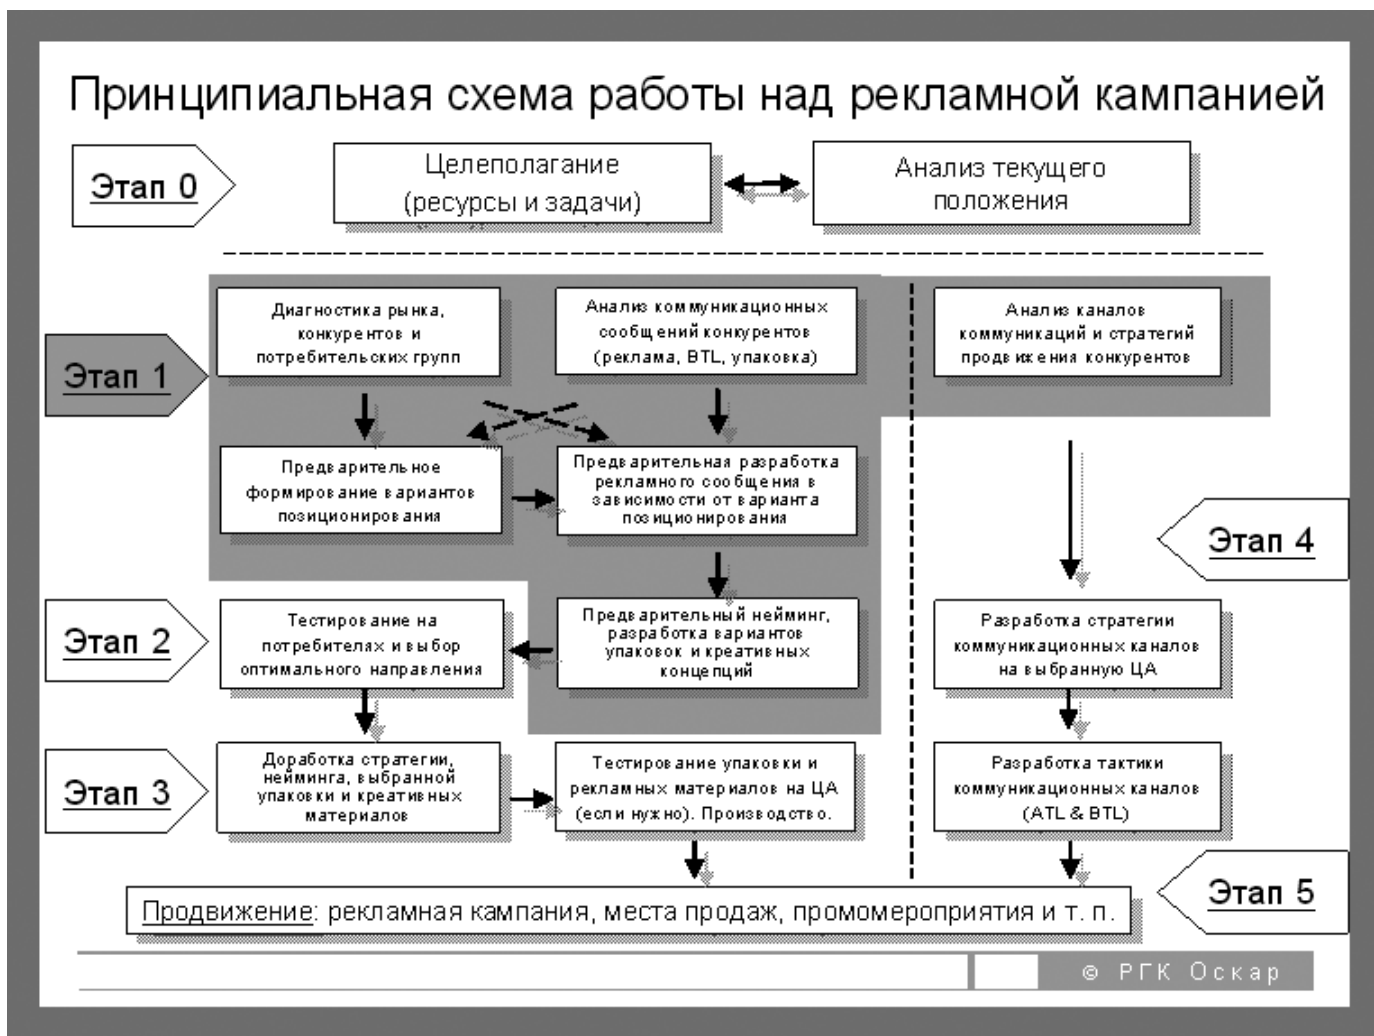 Принципиальная схема работы над рекламной кампанией
Этап 0
Целеполагание
(ресурсы и задачи)
Анализ текущего
положения
Этап 1
Диагностика рынка,
конкурентов и
потребительских групп
Анализ коммуникационных
сообщений конкурентов
(реклама, BTL, упаковка)
Анализ каналов
коммуникаций и стратегий
продвижения конкурентов
Предварительное
формирование вариантов
позиционирования
Предварительная разработка
рекламного сообщения в
зависимости от варианта
позиционирования
Этап 4
Этап 2
Тестирование на
потребителях и выбор
оптимального направления
Предварительный нейминг,
разработка вариантов
упаковок и креативных
концепций
Разработка стратегии
коммуникационных каналов
на выбранную ЦА
Этап 3
Доработка стратегии,
нейминга, выбранной
упаковки и креативных
материалов
Тестирование упаковки и
рекламных материалов на ЦА
(если нужно). Производство.
Разработка тактики
коммуникационных каналов
(ATL & BTL)
Этап 5
Продвижение: рекламная кампания, места продаж, промомероприятия и т. п.
© РГК Оскар